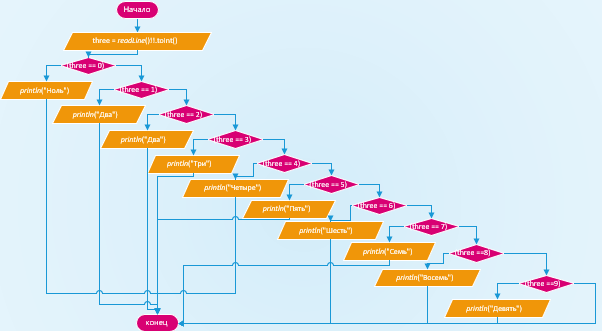 Начало
three = readLine()!!.toInt()
(three == 0)
println("Ноль")
(three == 1)
println("Два")
(three == 2)
println("Два")
(three == 3)
println("Три")
(three == 4)
println("Четыре")
(three == 5)
println("Пять")
(three == 6)
println("Шесть")
(three == 7)
println("Семь")
(three ==8)
println("Восемь")
(three ==9)
println("Девять")
конец